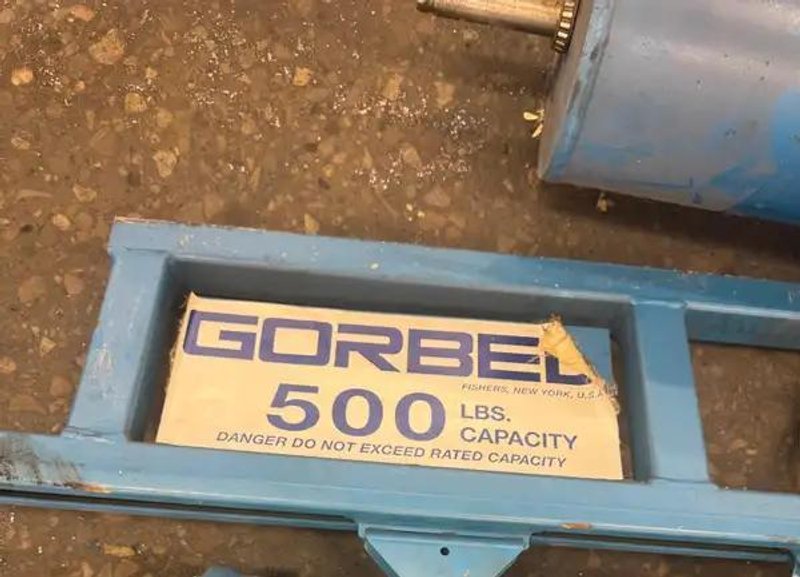 GORBEL
FISHERS, NEW YORK, U.S.A
500 LBS.
CAPACITY
DANGER DO NOT EXCEED RATED CAPACITY